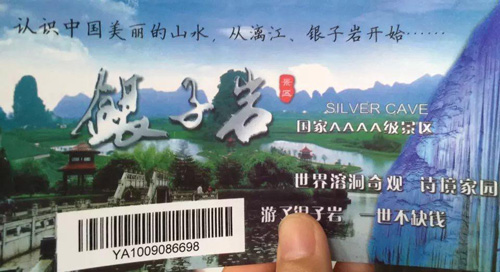 认识中国美丽的山水，从漓江、银子岩开始……
银子岩
景区
SILVER CAVE
国家AAAA级景区
世界溶洞奇观 诗境家园
游了银子岩 一世不缺钱
YA1009086698